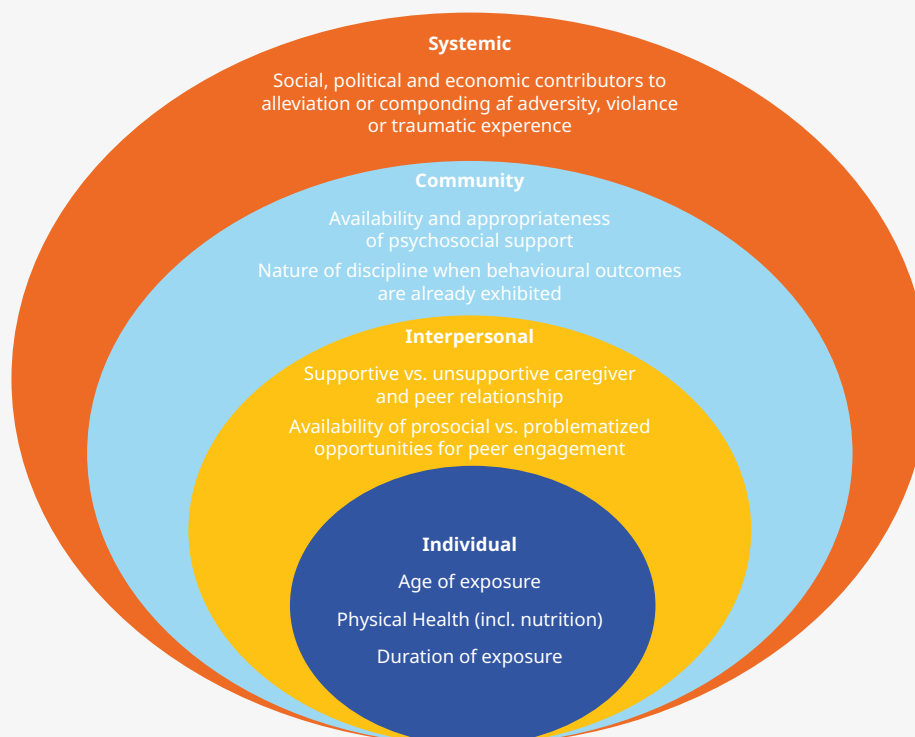 Systemic
Social, political and economic contributors to
alleviation or componding af adversity, violance
or traumatic experence
Community
Availability and appropriateness
of psychosocial support
Nature of discipline when behavioural outcomes
are already exhibited
Interpersonal
Supportive vs. unsupportive caregiver
and peer relationship
Availability of prosocial vs. problematized
opportunities for peer engagement
Individual
Age of exposure
Physical Health (incl. nutrition)
Duration of exposure